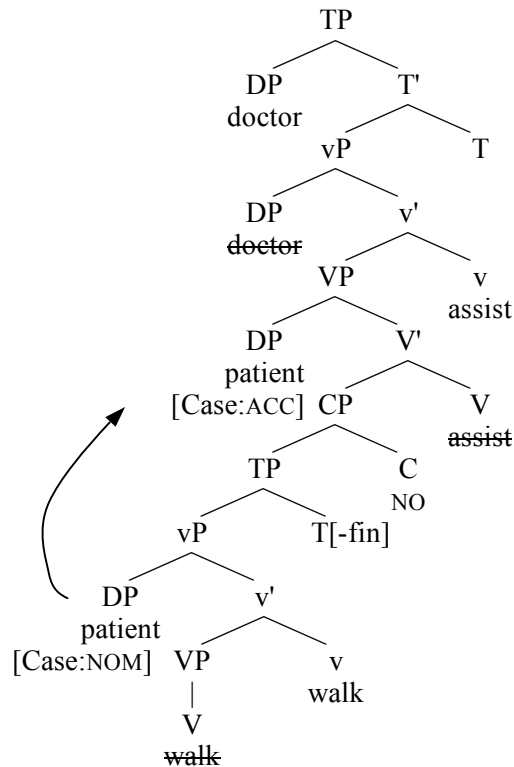 TP
DP T'
doctor
vP T
DP v'
doctor
VP v
assist
DP V'
patient
[Case:ACC] CP V
assist
TP C
NO
vP T[-fin]
DP v'
patient
[Case:NOM] VP v
walk
V
walk